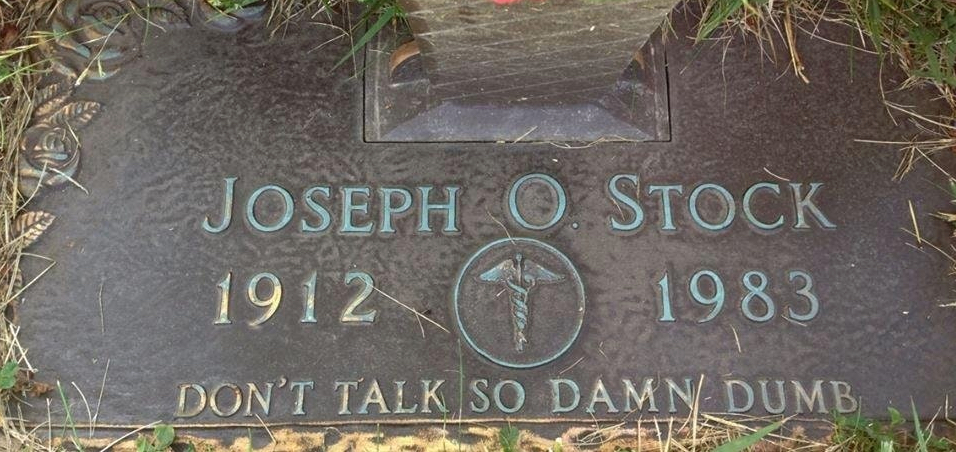 JOSEPH O. STOCK
1912 1983
DON'T TALK SO DAMN DUMB